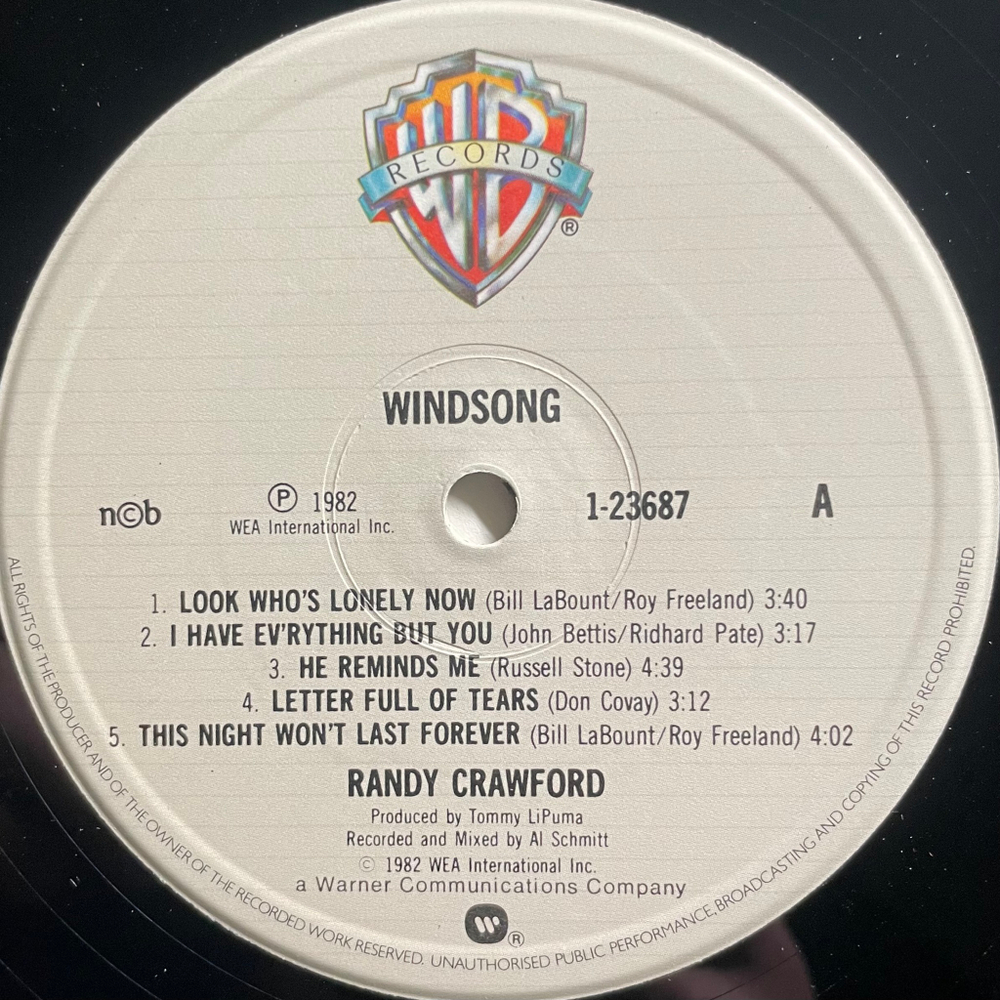 WB
RECORDS
®
WINDSONG
n©b
Ⓟ 1982
WEA International Inc.
1-23687
A
1. LOOK WHO'S LONELY NOW (Bill LaBount/Roy Freeland) 3:40
2. I HAVE EV'RYTHING BUT YOU (John Bettis/Ridhard Pate) 3:17
3. HE REMINDS ME (Russell Stone) 4:39
4. LETTER FULL OF TEARS (Don Covay) 3:12
5. THIS NIGHT WON'T LAST FOREVER (Bill LaBount/Roy Freeland) 4:02
RANDY CRAWFORD
Produced by Tommy LiPuma
Recorded and Mixed by Al Schmitt
© 1982 WEA International Inc.
a Warner Communications Company
®
ALL RIGHTS OF THE PRODUCER AND OF THE OWNER OF THE RECORDED WORK RESERVED. UNAUTHORISED PUBLIC PERFORMANCE, BROADCASTING AND COPYING OF THIS RECORD PROHIBITED.